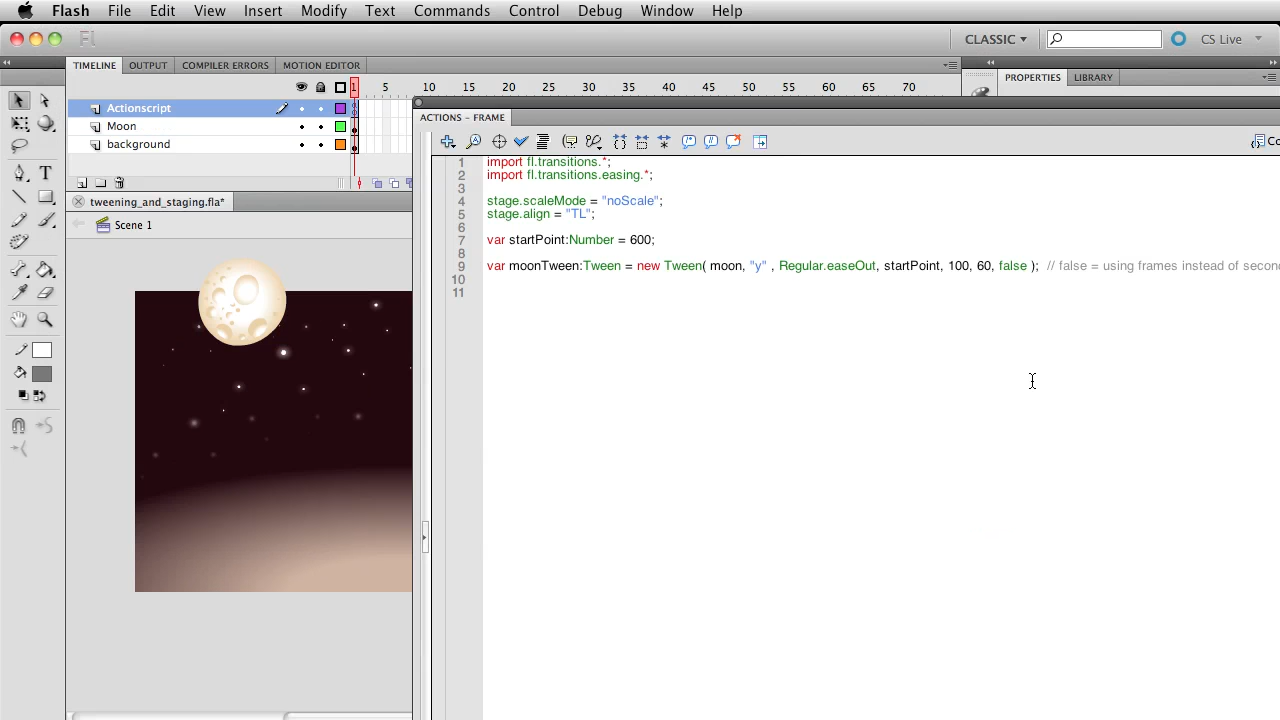 Flash File Edit View Insert Modify Text Commands Control Debug Window Help
Fl CLASSIC CS Live
TIMELINE OUTPUT COMPILER ERRORS MOTION EDITOR PROPERTIES LIBRARY
1 5 10 15 20 25 30 35 40 45 50 55 60 65 70
Actionscript
Moon
background
ACTIONS - FRAME
Co
tweening_and_staging.fla*
Scene 1
1 import fl.transitions.*;
2 import fl.transitions.easing.*;
3
4 stage.scaleMode = "noScale";
5 stage.align = "TL";
6
7 var startPoint:Number = 600;
8
9 var moonTween:Tween = new Tween( moon, "y" , Regular.easeOut, startPoint, 100, 60, false ); // false = using frames instead of secon
10
11